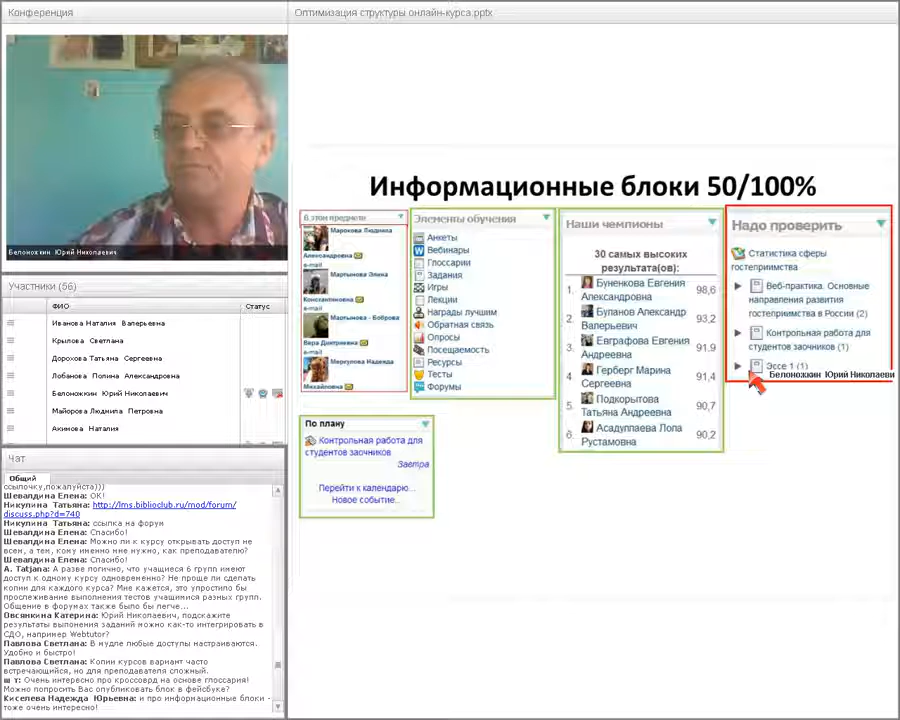 Конференция
Оптимизация структуры онлайн-курса.pptx
Белоножкин Юрий Николаевич
Участники (56)
ФИО Статус
Иванова Наталия Валерьевна
Крылова Светлана
Дорохова Татьяна Сергеевна
Лобанова Полина Александровна
Белоножкин Юрий Николаевич
Майорова Людмила Петровна
Акимова Наталия
Чат
Общий
ссылочку,пожалуйста)))
Шевалдина Елена: ОК!
Никулина Татьяна: http://lms.biblioclub.ru/mod/forum/
discuss.php?d=740
Никулина Татьяна: ссылка на форум
Шевалдина Елена: Спасибо!
Шевалдина Елена: Можно ли к курсу открывать доступ не
всем, а тем, кому именно мне нужно, как преподавателю?
Шевалдина Елена: Спасибо!
A. Tatjana: А разве логично, что учащиеся 6 групп имеют
доступ к одному курсу одновременно? Не проще ли сделать
копии для каждого курса? Мне кажется, это упростило бы
прослеживание выполнения тестов учащимися разных групп.
Общение в форумах также было бы легче...
Овсянкина Катерина: Юрий Николаевич, подскажите
результаты выпонения заданий можно как-то интегрировать в
СДО, например Webtutor?
Павлова Светлана: В мудле любые доступы настраиваются.
Удобно и быстро!
Павлова Светлана: Копии курсов вариант часто
встречающийся, но для преподавателя сложный.
ш т: Очень интересно про кроссворд на основе глоссария!
Можно попросить Вас опубликовать блок в фейсбуке?
Киселева Надежда Юрьевна: и про информационные блоки -
тоже очень интересно!
Информационные блоки 50/100%
В этом предмете
Марокова Людмила
Александровна
e-mail
Мартынова Элина
Константиновна
e-mail
Мартынова - Боброва
Вера Дмитриевна
e-mail
Меркулова Надежда
Михайловна
Элементы обучения
Анкеты
Вебинары
Глоссарии
Задания
Игры
Лекции
Награды лучшим
Обратная связь
Опросы
Посещаемость
Ресурсы
Тесты
Форумы
Наши чемпионы
30 самых высоких
результата(ов):
1. Буненкова Евгения
Александровна 98,6
2. Буланов Александр
Валерьевич 93,2
3. Евграфова Евгения
Андреевна 91,9
4 Герберг Марина
Сергеевна 91,4
5. Подкорытова
Татьяна Андреевна 90,7
6. Асадуллаева Лола
Рустамовна 90,2
Надо проверить
Статистика сферы
гостеприимства
Веб-практика. Основные
направления развития
гостеприимства в России (2)
Контрольная работа для
студентов заочников (1)
Эссе 1 (1)
Белоножкин Юрий Николаеви
По плану
Контрольная работа для
студентов заочников
Завтра
Перейти к календарю...
Новое событие...